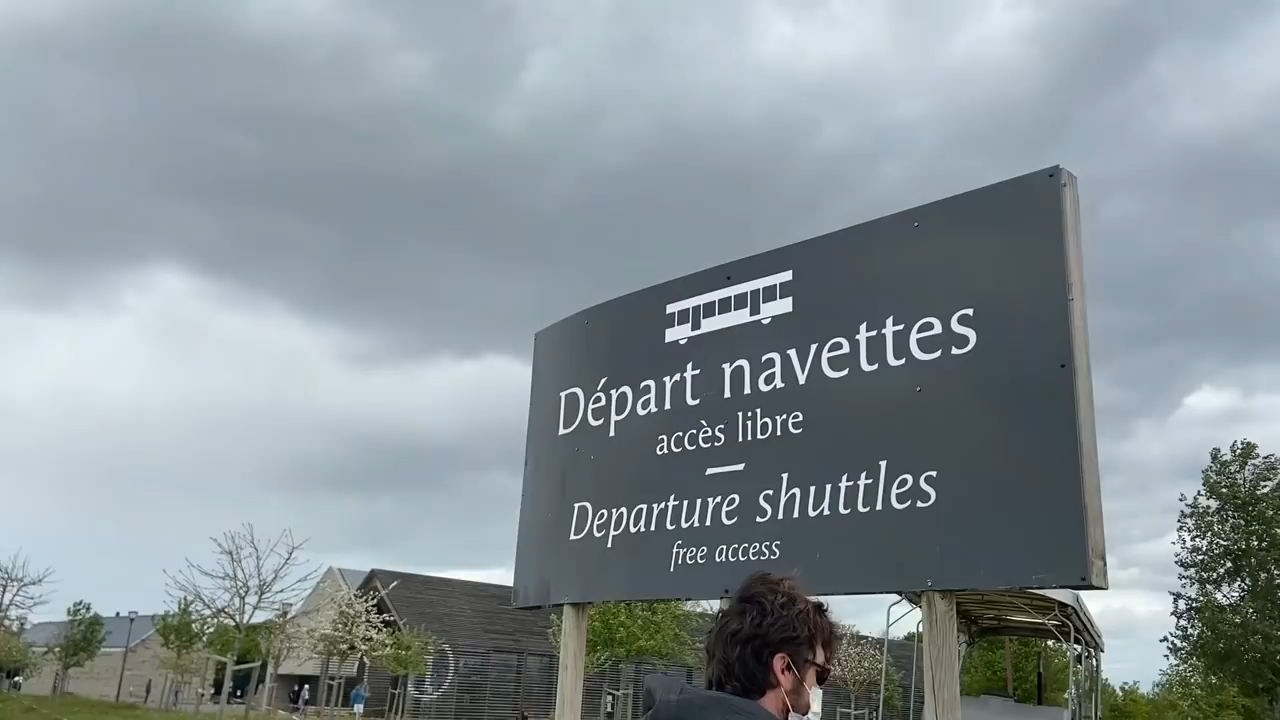 Départ navettes
accès libre
Departure shuttles
free access